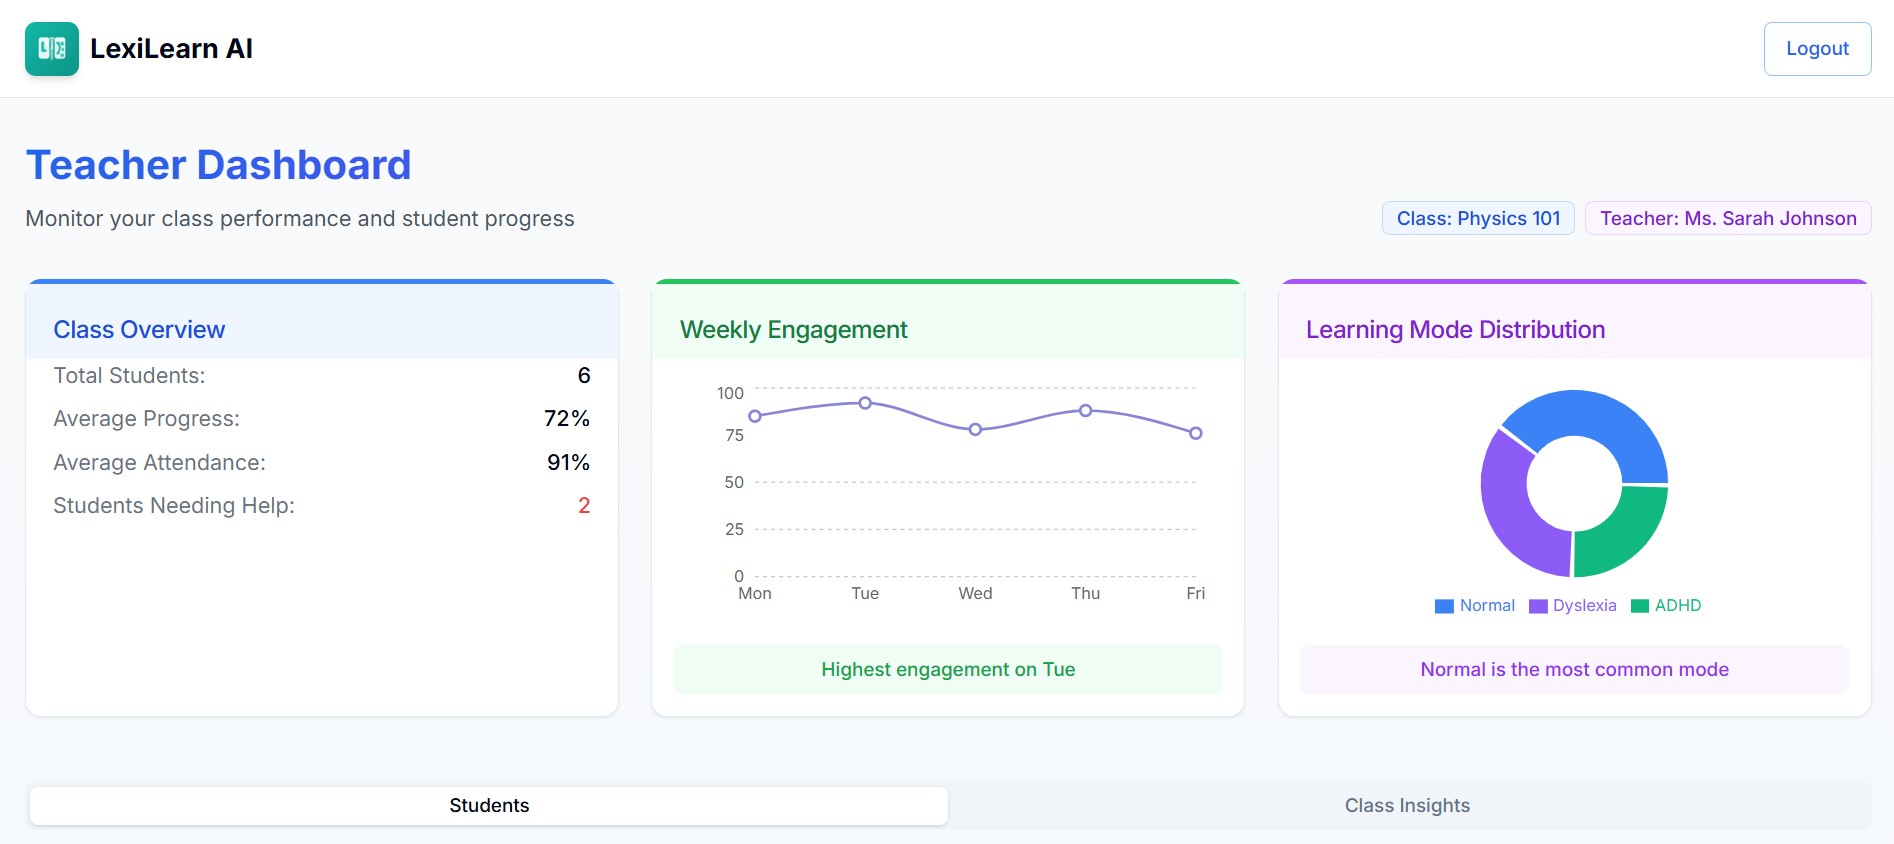 LexiLearn AI
Logout
Teacher Dashboard
Monitor your class performance and student progress
Class: Physics 101
Teacher: Ms. Sarah Johnson
Class Overview
Total Students: 6
Average Progress: 72%
Average Attendance: 91%
Students Needing Help: 2
Weekly Engagement
100
75
50
25
0
Mon Tue Wed Thu Fri
Highest engagement on Tue
Learning Mode Distribution
Normal Dyslexia ADHD
Normal is the most common mode
Students
Class Insights